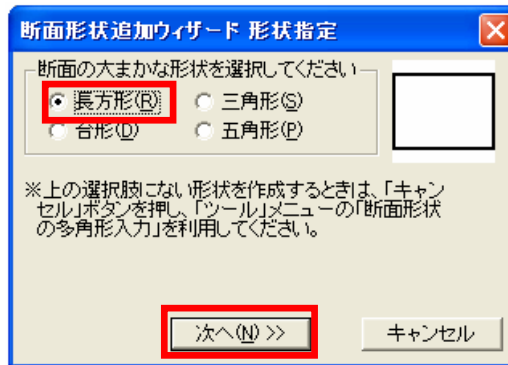 断面形状追加ウィザード 形状指定
断面の大まかな形状を選択してください
長方形(R) 三角形(S)
台形(D) 五角形(P)
※上の選択肢にない形状を作成するときは、「キャン
セル」ボタンを押し、「ツール」メニューの「断面形状
の多角形入力」を利用してください。
次へ(N) >> キャンセル